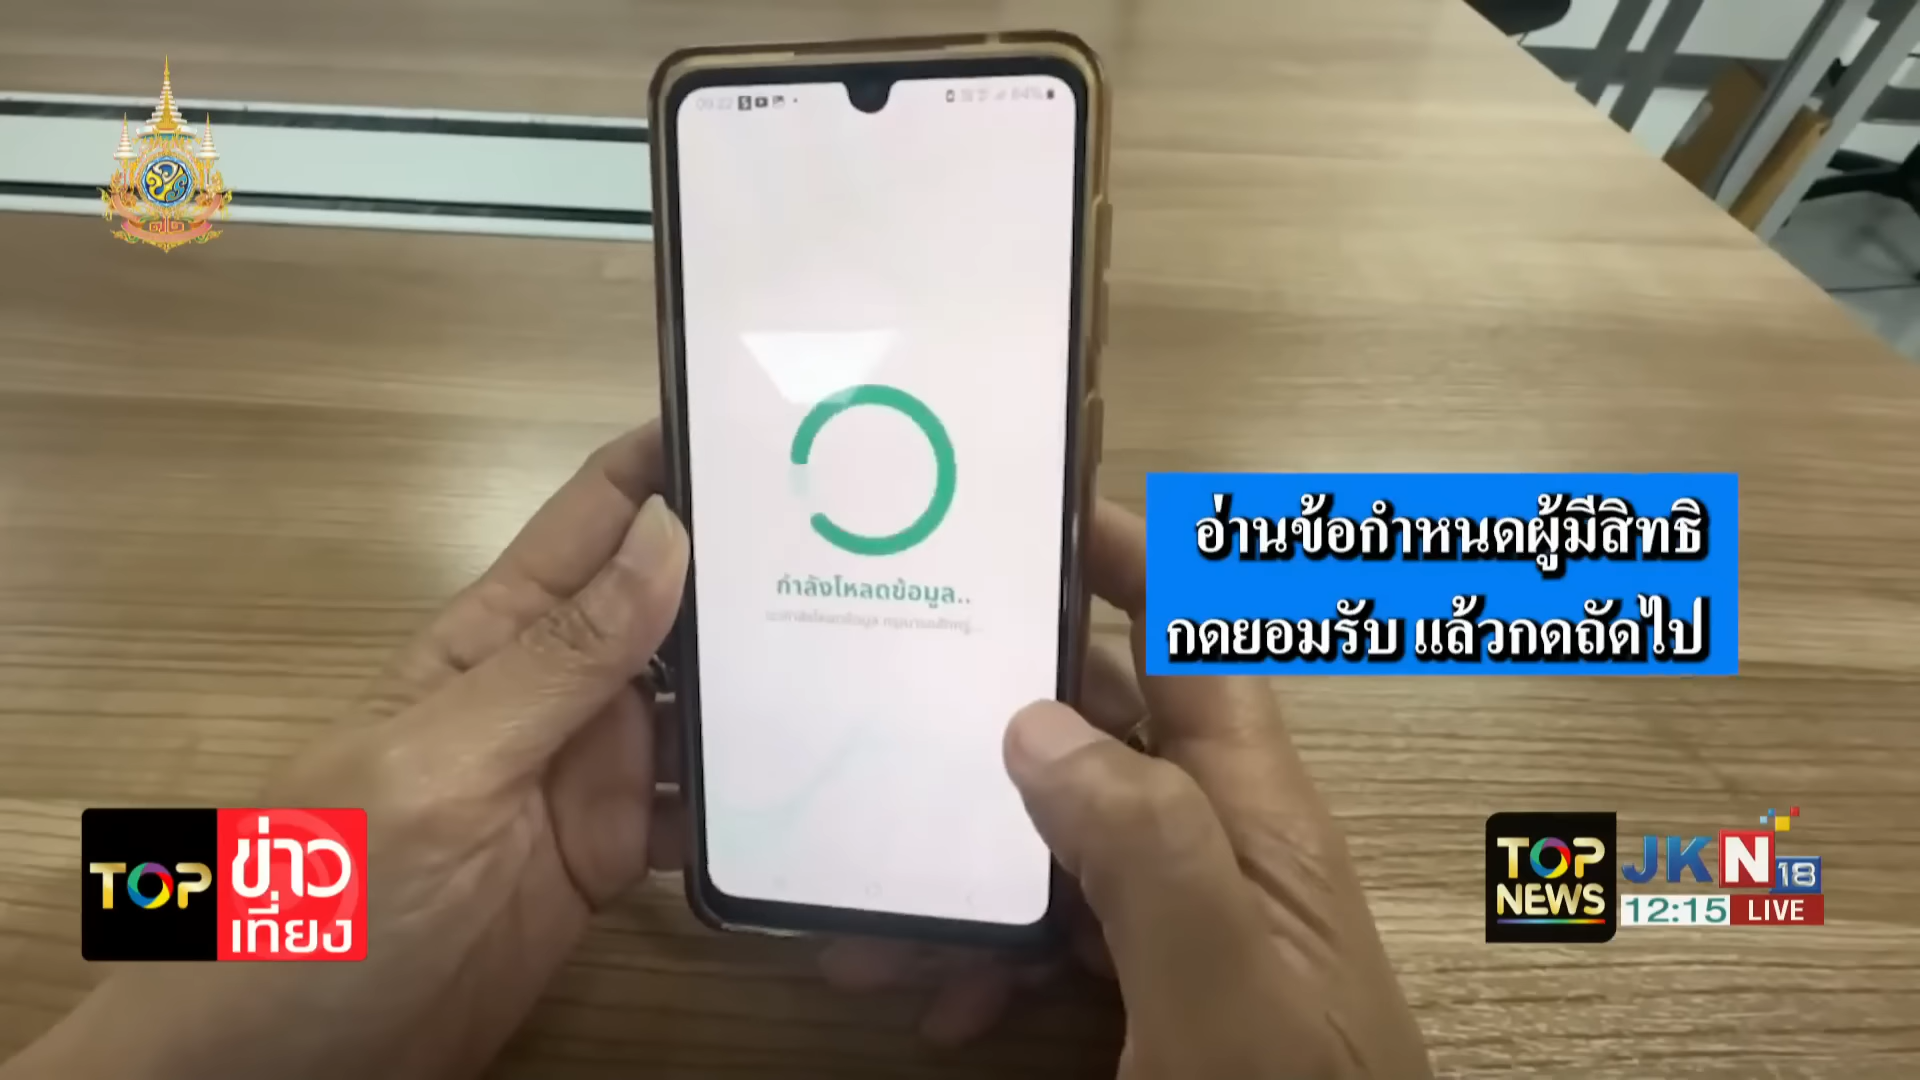 09:22
84%
กำลังโหลดข้อมูล..
อ่านข้อกำหนดผู้มีสิทธิ
กดยอมรับ แล้วกดถัดไป
TOP ข่าว
เที่ยง
TOP
NEWS
JKN 18
12:15 LIVE